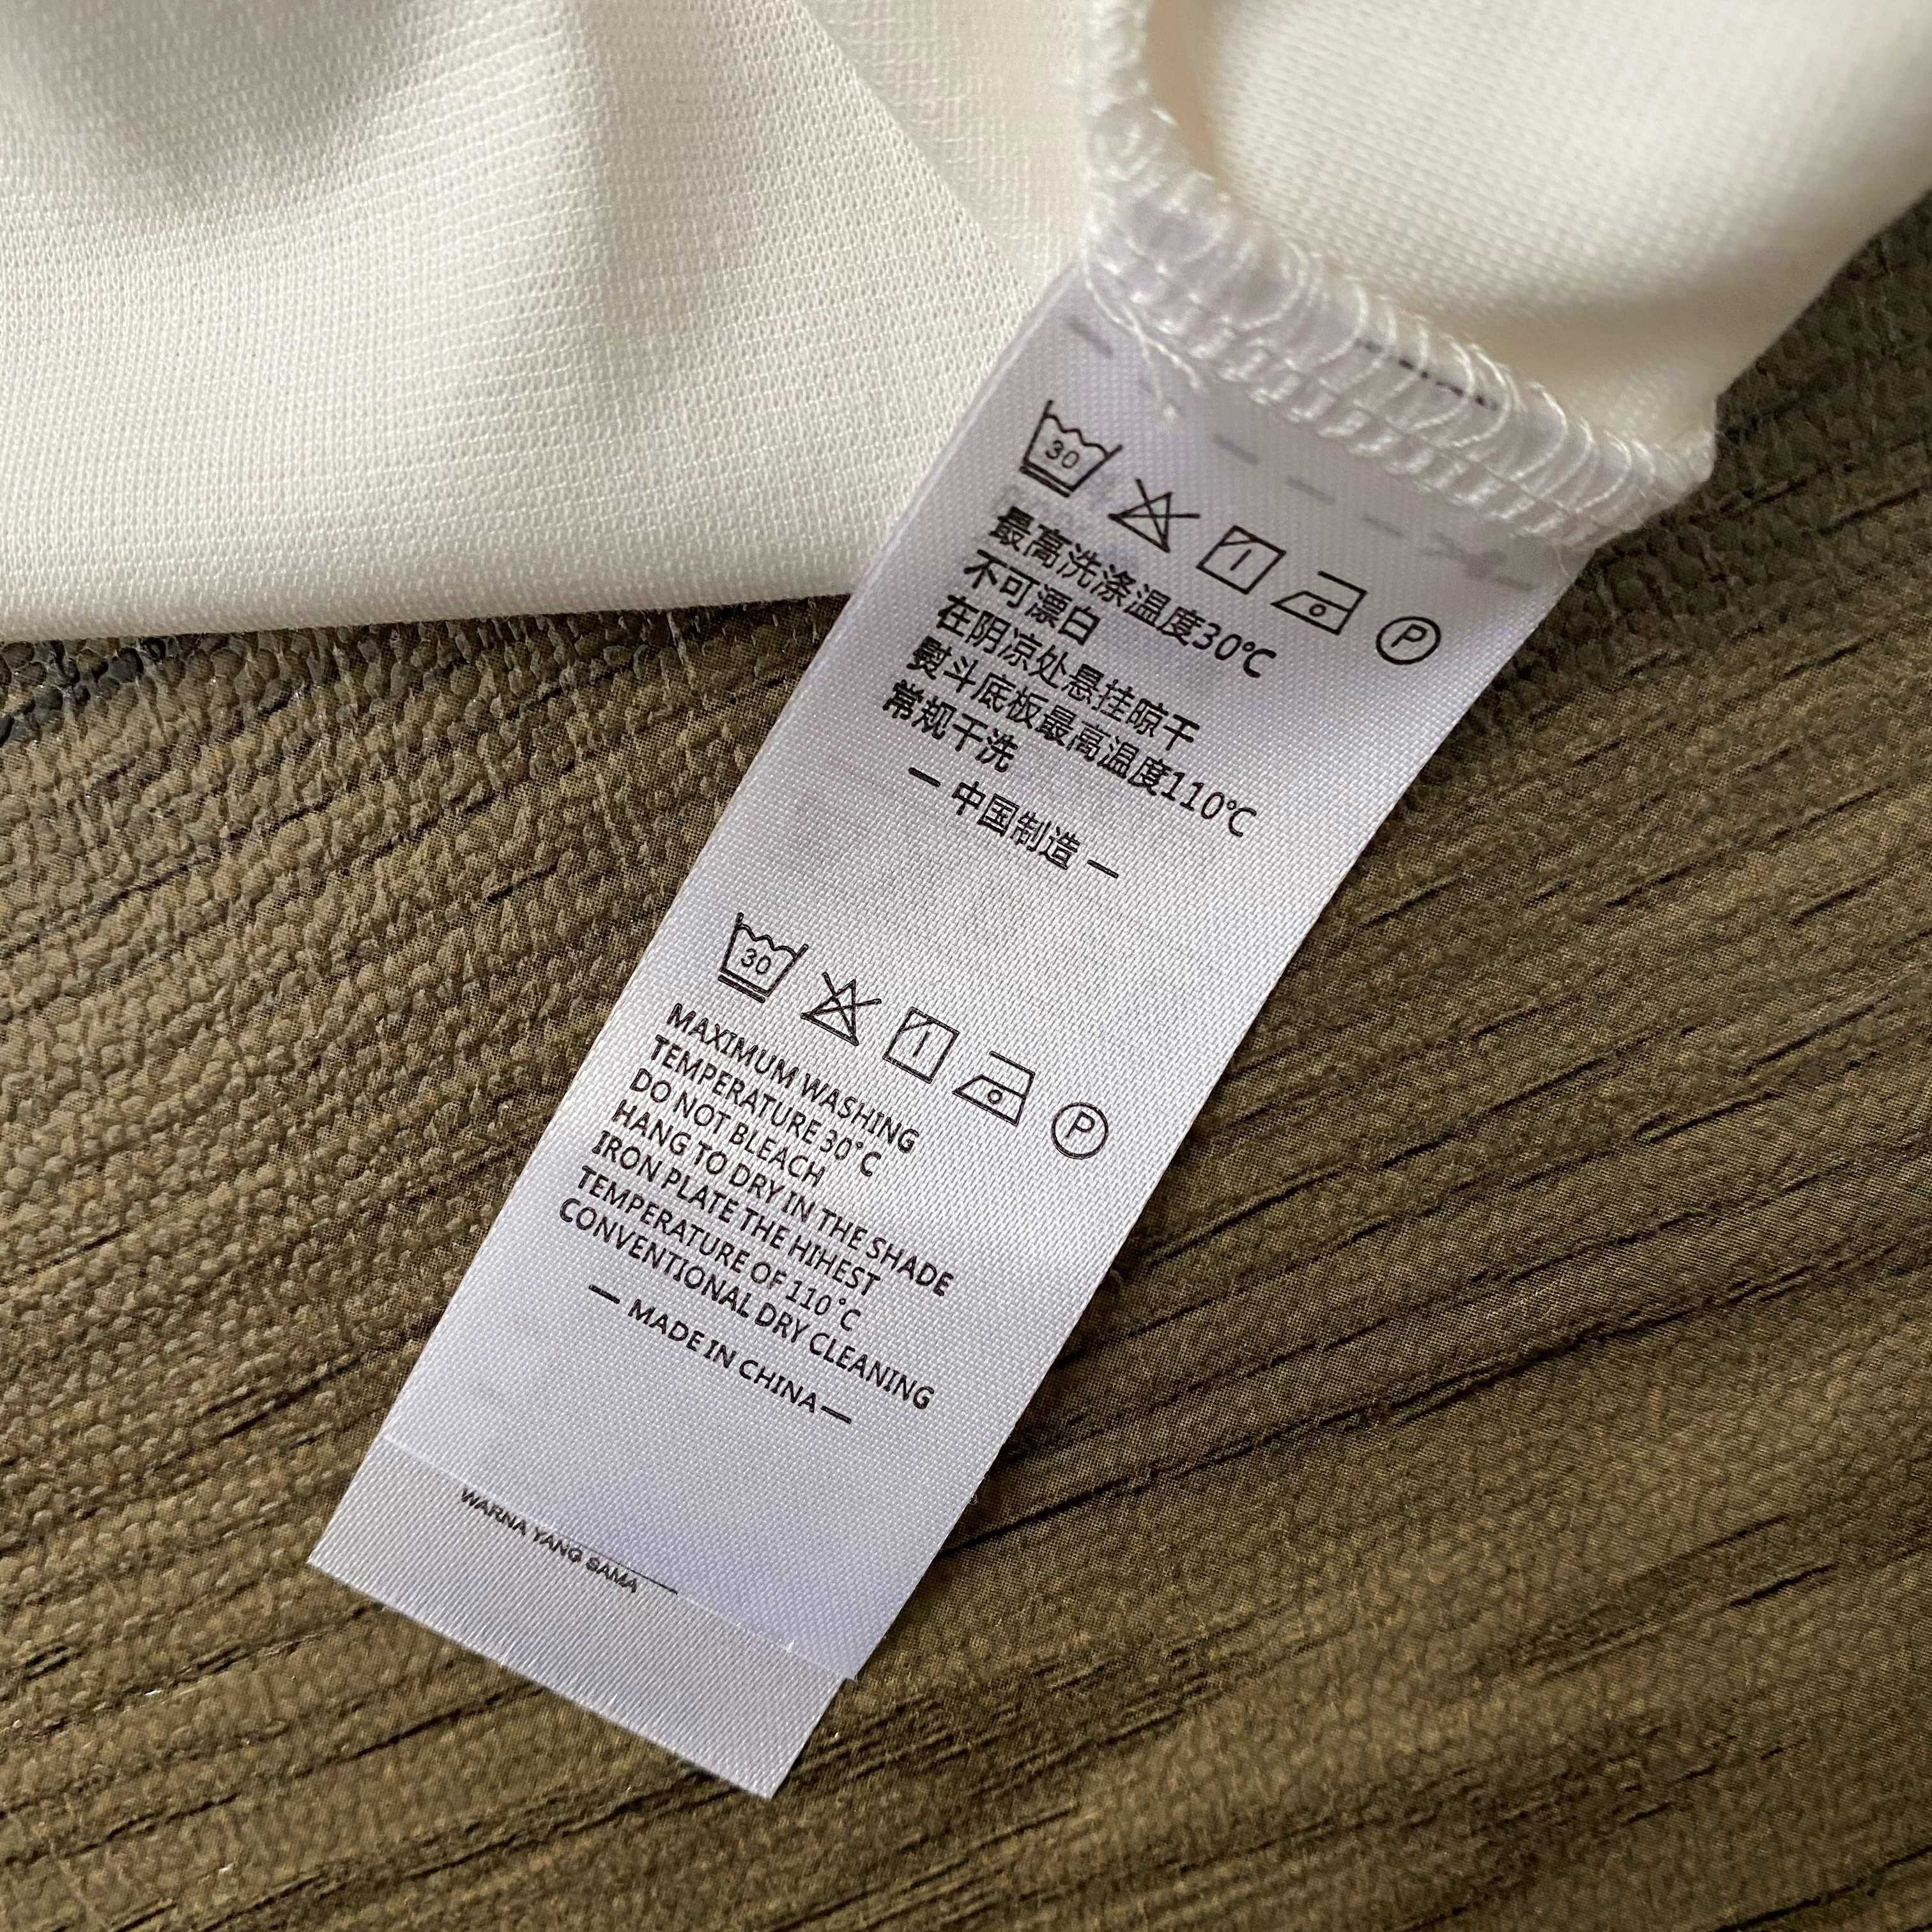 30
P
最高洗涤温度30℃
不可漂白
在阴凉处悬挂晾干
熨斗底板最高温度110℃
常规干洗
— 中国制造 —
30
P
MAXIMUM WASHING
TEMPERATURE 30°C
DO NOT BLEACH
HANG TO DRY IN THE SHADE
IRON PLATE THE HIHEST
TEMPERATURE OF 110°C
CONVENTIONAL DRY CLEANING
— MADE IN CHINA —
WARNA YANG SAMA